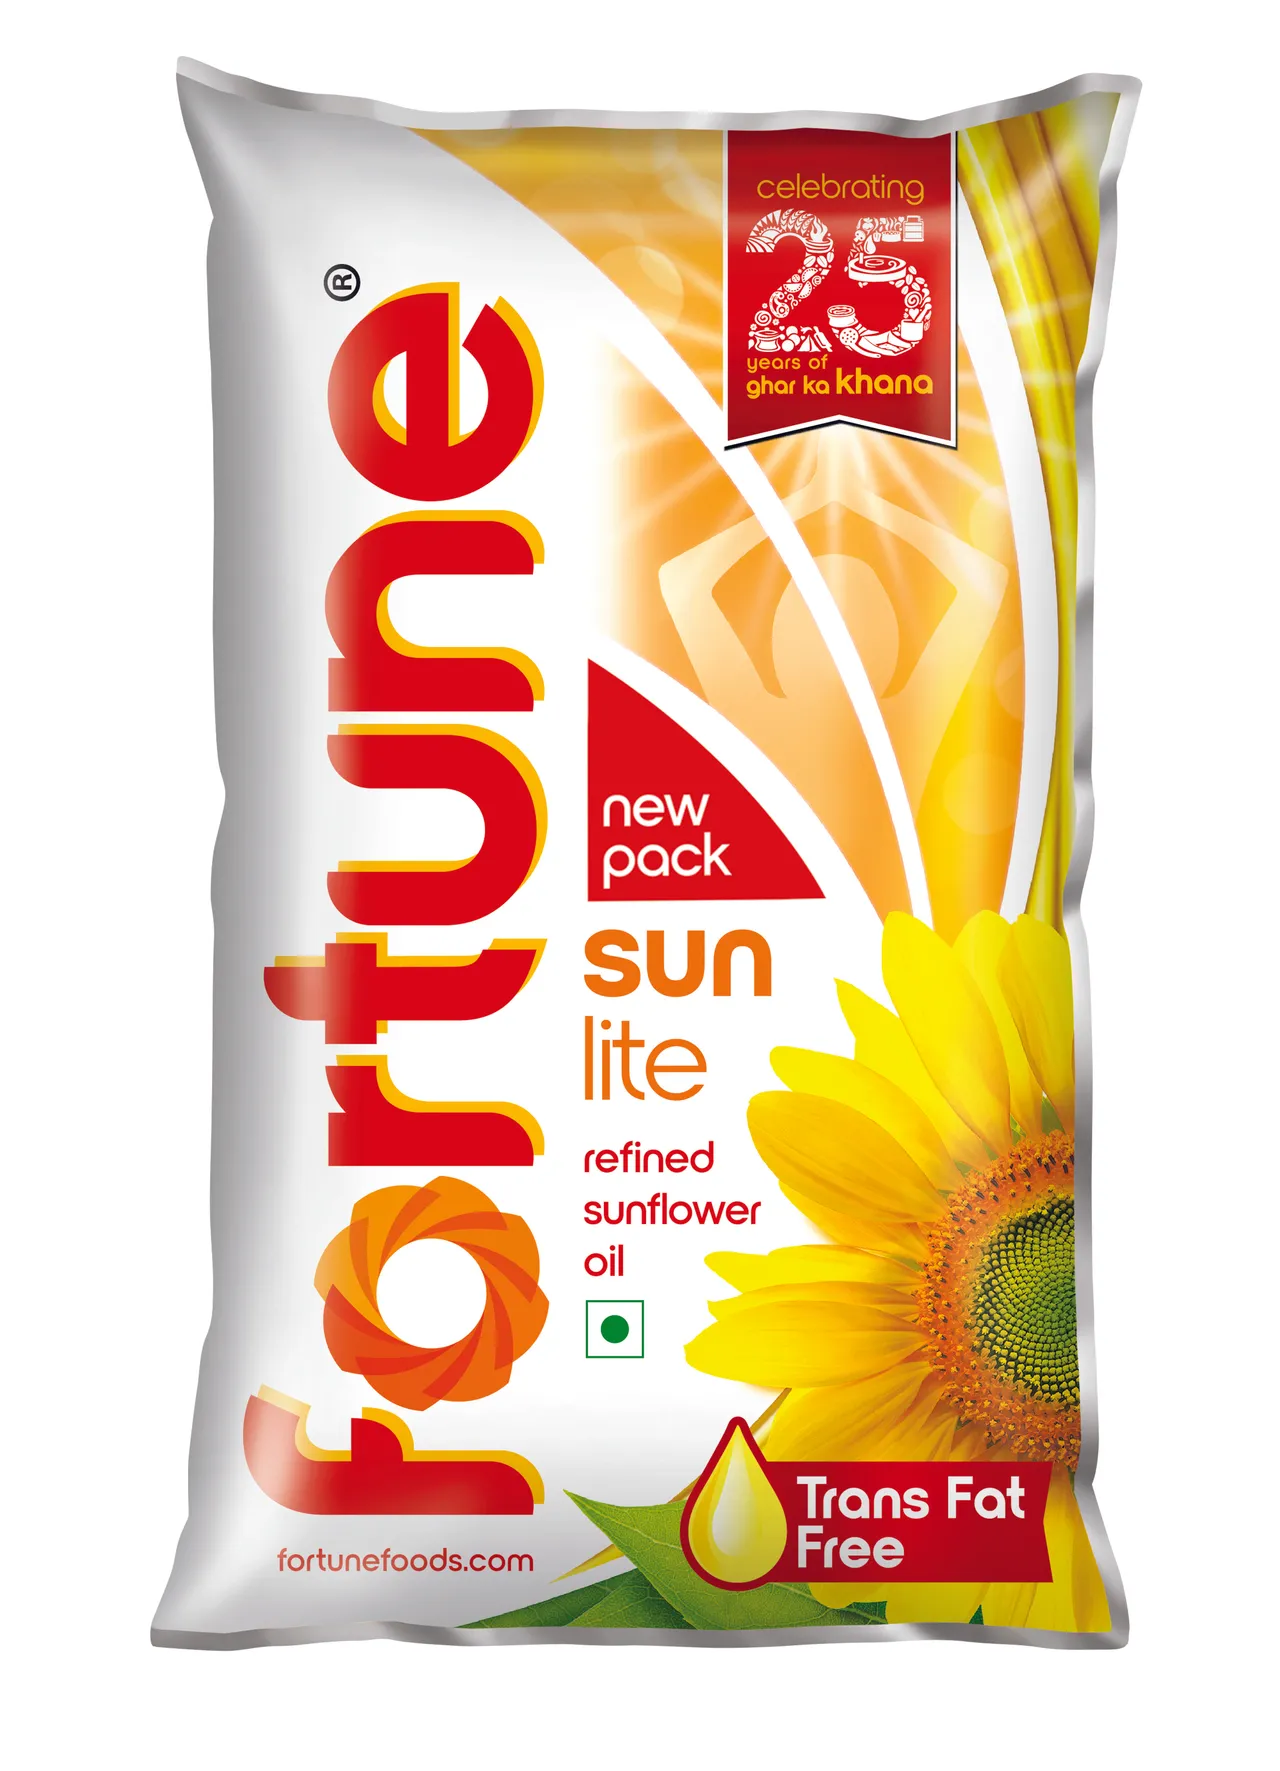 celebrating
25
years of
ghar ka khana
fortune®
new
pack
sun
lite
refined
sunflower
oil
Trans Fat
Free
fortunefoods.com